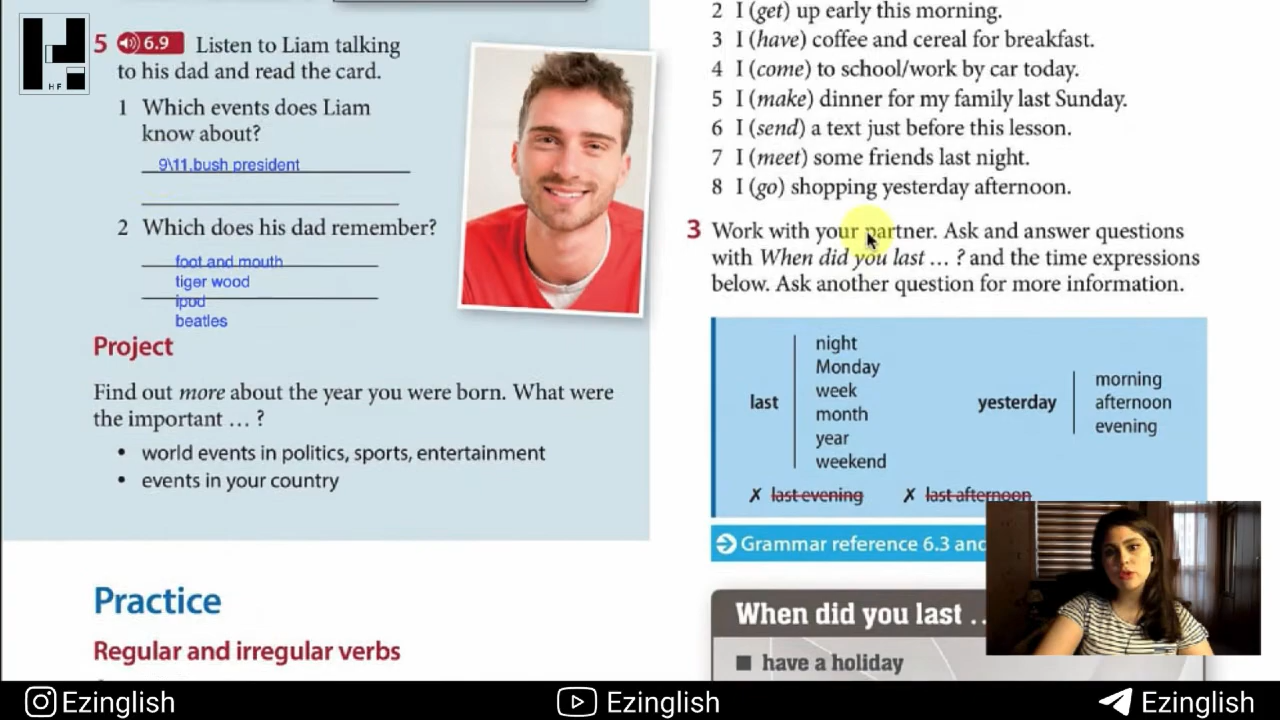 HF
5 6.9 Listen to Liam talking
to his dad and read the card.
1 Which events does Liam
know about?
9\11.bush president
2 Which does his dad remember?
foot and mouth
tiger wood
ipod
beatles
Project
Find out more about the year you were born. What were
the important … ?
• world events in politics, sports, entertainment
• events in your country
Practice
Regular and irregular verbs
2 I (get) up early this morning.
3 I (have) coffee and cereal for breakfast.
4 I (come) to school/work by car today.
5 I (make) dinner for my family last Sunday.
6 I (send) a text just before this lesson.
7 I (meet) some friends last night.
8 I (go) shopping yesterday afternoon.
3 Work with your partner. Ask and answer questions
with When did you last … ? and the time expressions
below. Ask another question for more information.
last
night
Monday
week
month
year
weekend
yesterday
morning
afternoon
evening
✗ last evening ✗ last afternoon
Grammar reference 6.3 and
When did you last ..
■ have a holiday
Ezinglish
Ezinglish
Ezinglish